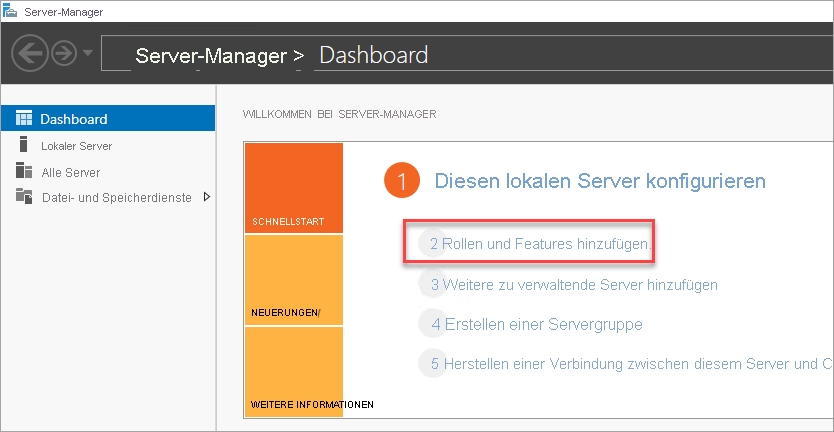 Server-Manager
Server-Manager > Dashboard
Dashboard
Lokaler Server
Alle Server
Datei- und Speicherdienste
WILLKOMMEN BEI SERVER-MANAGER
SCHNELLSTART
NEUERUNGEN/
WEITERE INFORMATIONEN
1 Diesen lokalen Server konfigurieren
2 Rollen und Features hinzufügen.
3 Weitere zu verwaltende Server hinzufügen
4 Erstellen einer Servergruppe
5 Herstellen einer Verbindung zwischen diesem Server und C